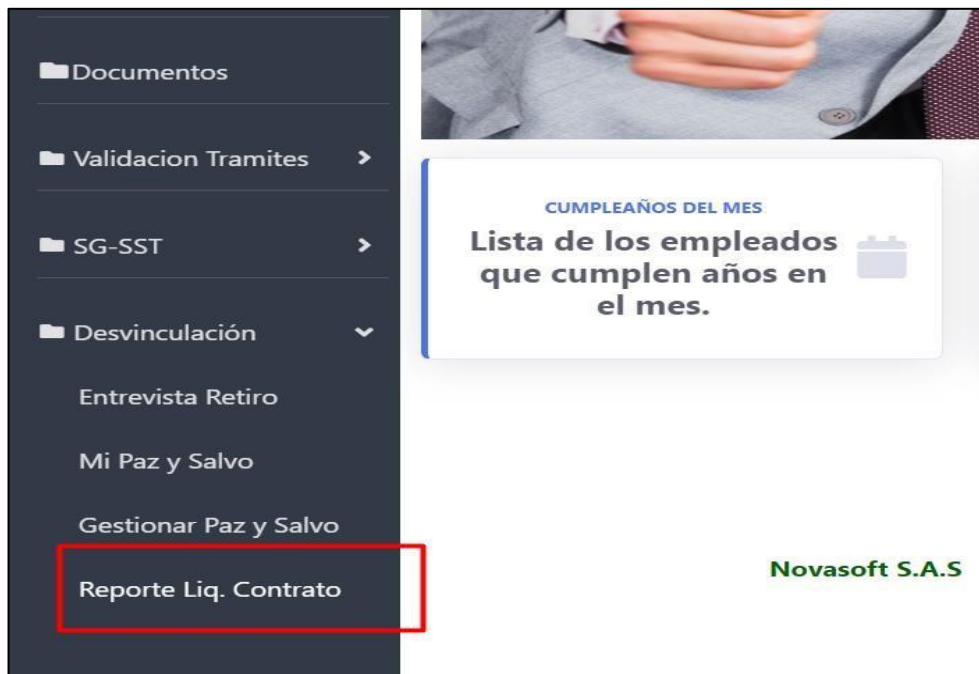 Documentos
Validacion Tramites
SG-SST
Desvinculación
Entrevista Retiro
Mi Paz y Salvo
Gestionar Paz y Salvo
Reporte Liq. Contrato
CUMPLEAÑOS DEL MES
Lista de los empleados
que cumplen años en
el mes.
Novasoft S.A.S